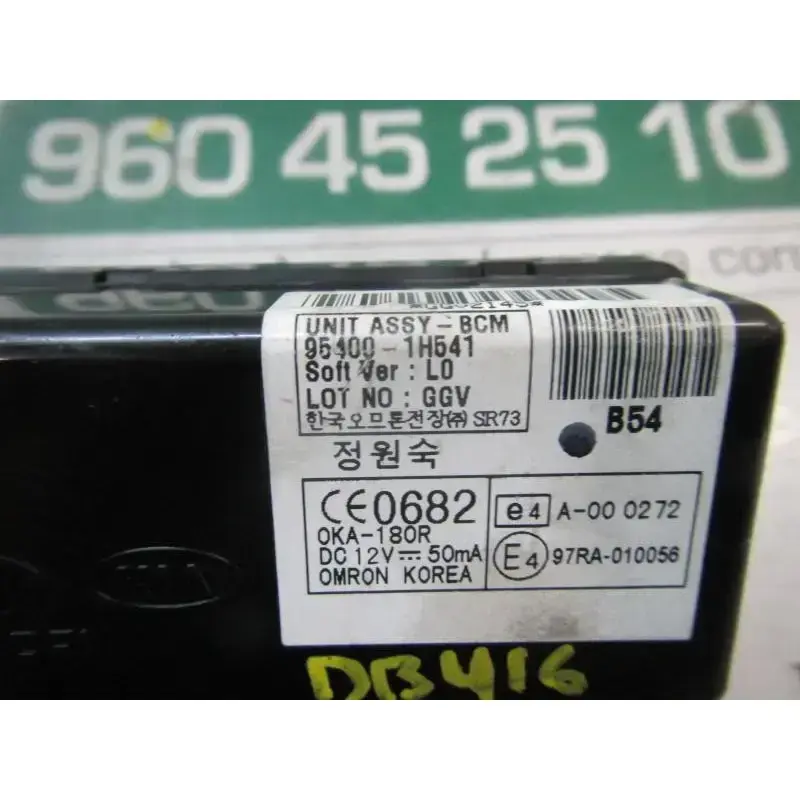 960 45 25 10
UNIT ASSY-BCM
95400-1H541
Soft Ver : L0
LOT NO : GGV
한국오므론전장㈜ SR73
B54
정원숙
CE0682
OKA-180R
DC 12V 50mA
OMRON KOREA
e4 A-00 0272
E4 97RA-010056
KIA
DB416